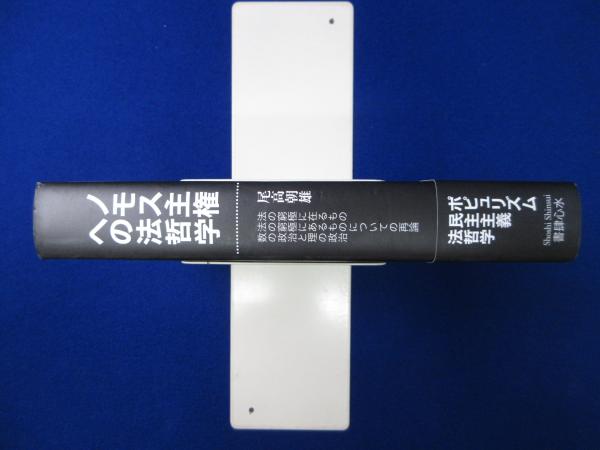 ノモス主権
への法哲学
尾高朝雄
法の窮極に在るもの
法の窮極にあるものについての再論
数の政治と理の政治
ポピュリズム
民主主義
法哲学
Shoshi Shinsui
書肆心水